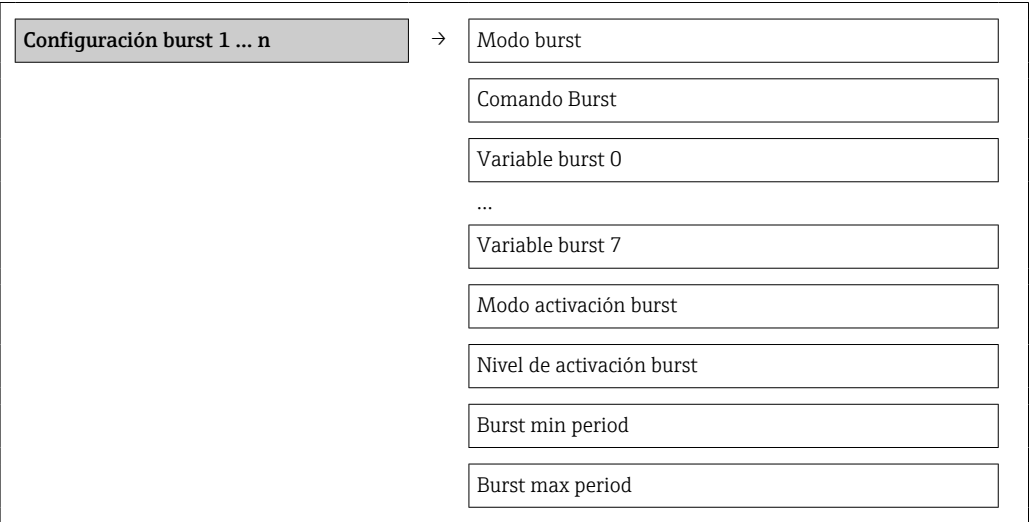 Configuración burst 1 ... n → Modo burst
Comando Burst
Variable burst 0
...
Variable burst 7
Modo activación burst
Nivel de activación burst
Burst min period
Burst max period